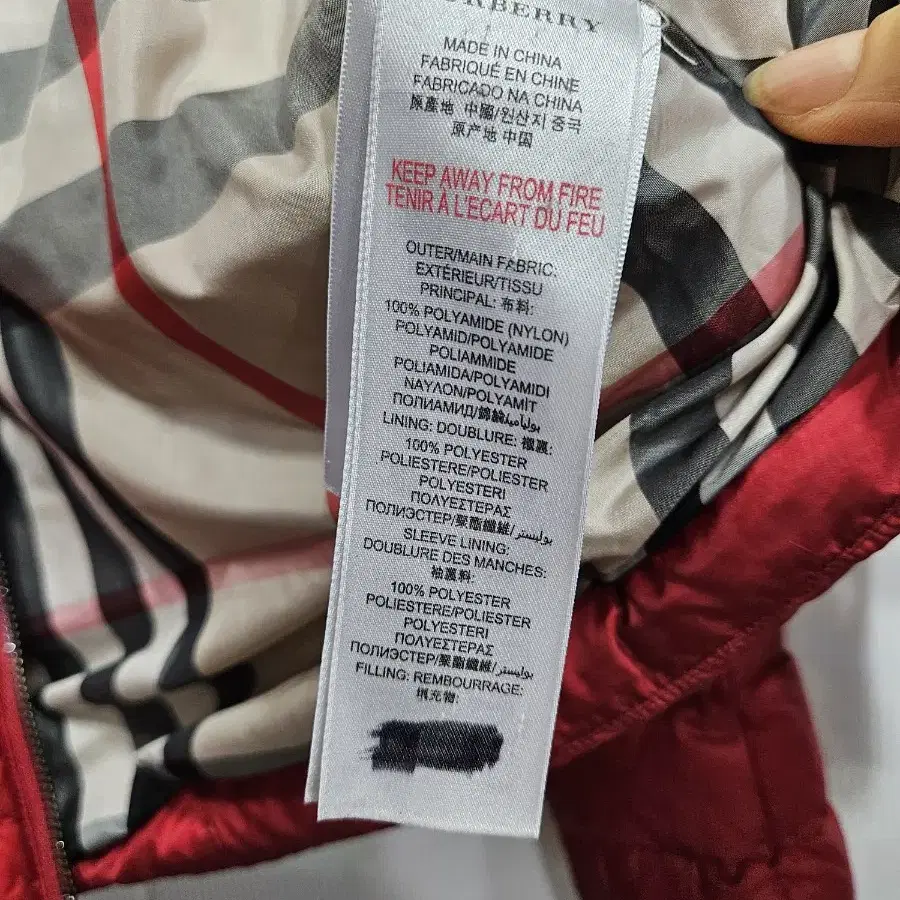 BURBERRY
MADE IN CHINA
FABRIQUÉ EN CHINE
FABRICADO NA CHINA
原產地 中國/원산지 중국
原产地 中国
KEEP AWAY FROM FIRE
TENIR À L'ECART DU FEU
OUTER/MAIN FABRIC:
EXTÉRIEUR/TISSU
PRINCIPAL: 布料:
100% POLYAMIDE (NYLON)
POLYAMID/POLYAMIDE
POLIAMMIDE
POLIAMIDA/POLYAMIDI
ΝΑΥΛΟΝ/POLYAMİT
ПОЛИАМИД/錦綸/بوليأميد
LINING: DOUBLURE: 襯裏:
100% POLYESTER
POLIESTERE/POLIESTER
POLYESTERI
ΠΟΛΥΕΣΤΕΡΑΣ
ПОЛИЭСТЕР/聚酯纖維/بوليستر
SLEEVE LINING:
DOUBLURE DES MANCHES:
袖裏料:
100% POLYESTER
POLIESTERE/POLIESTER
POLYESTERI
ΠΟΛΥΕΣΤΕΡΑΣ
ПОЛИЭСТЕР/聚酯纖維/بوليستر
FILLING: REMBOURRAGE:
填充物: